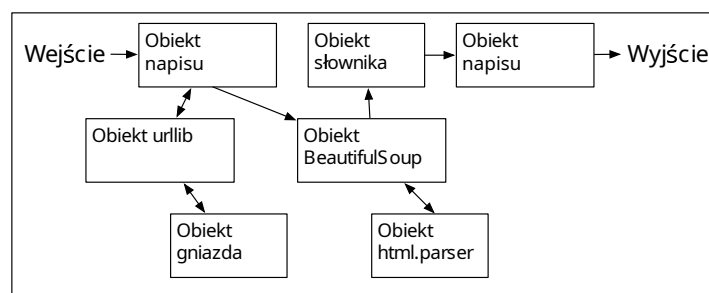 Wejście
Obiekt
napisu
Obiekt
słownika
Obiekt
napisu
Wyjście
Obiekt urllib
Obiekt
BeautifulSoup
Obiekt
gniazda
Obiekt
html.parser